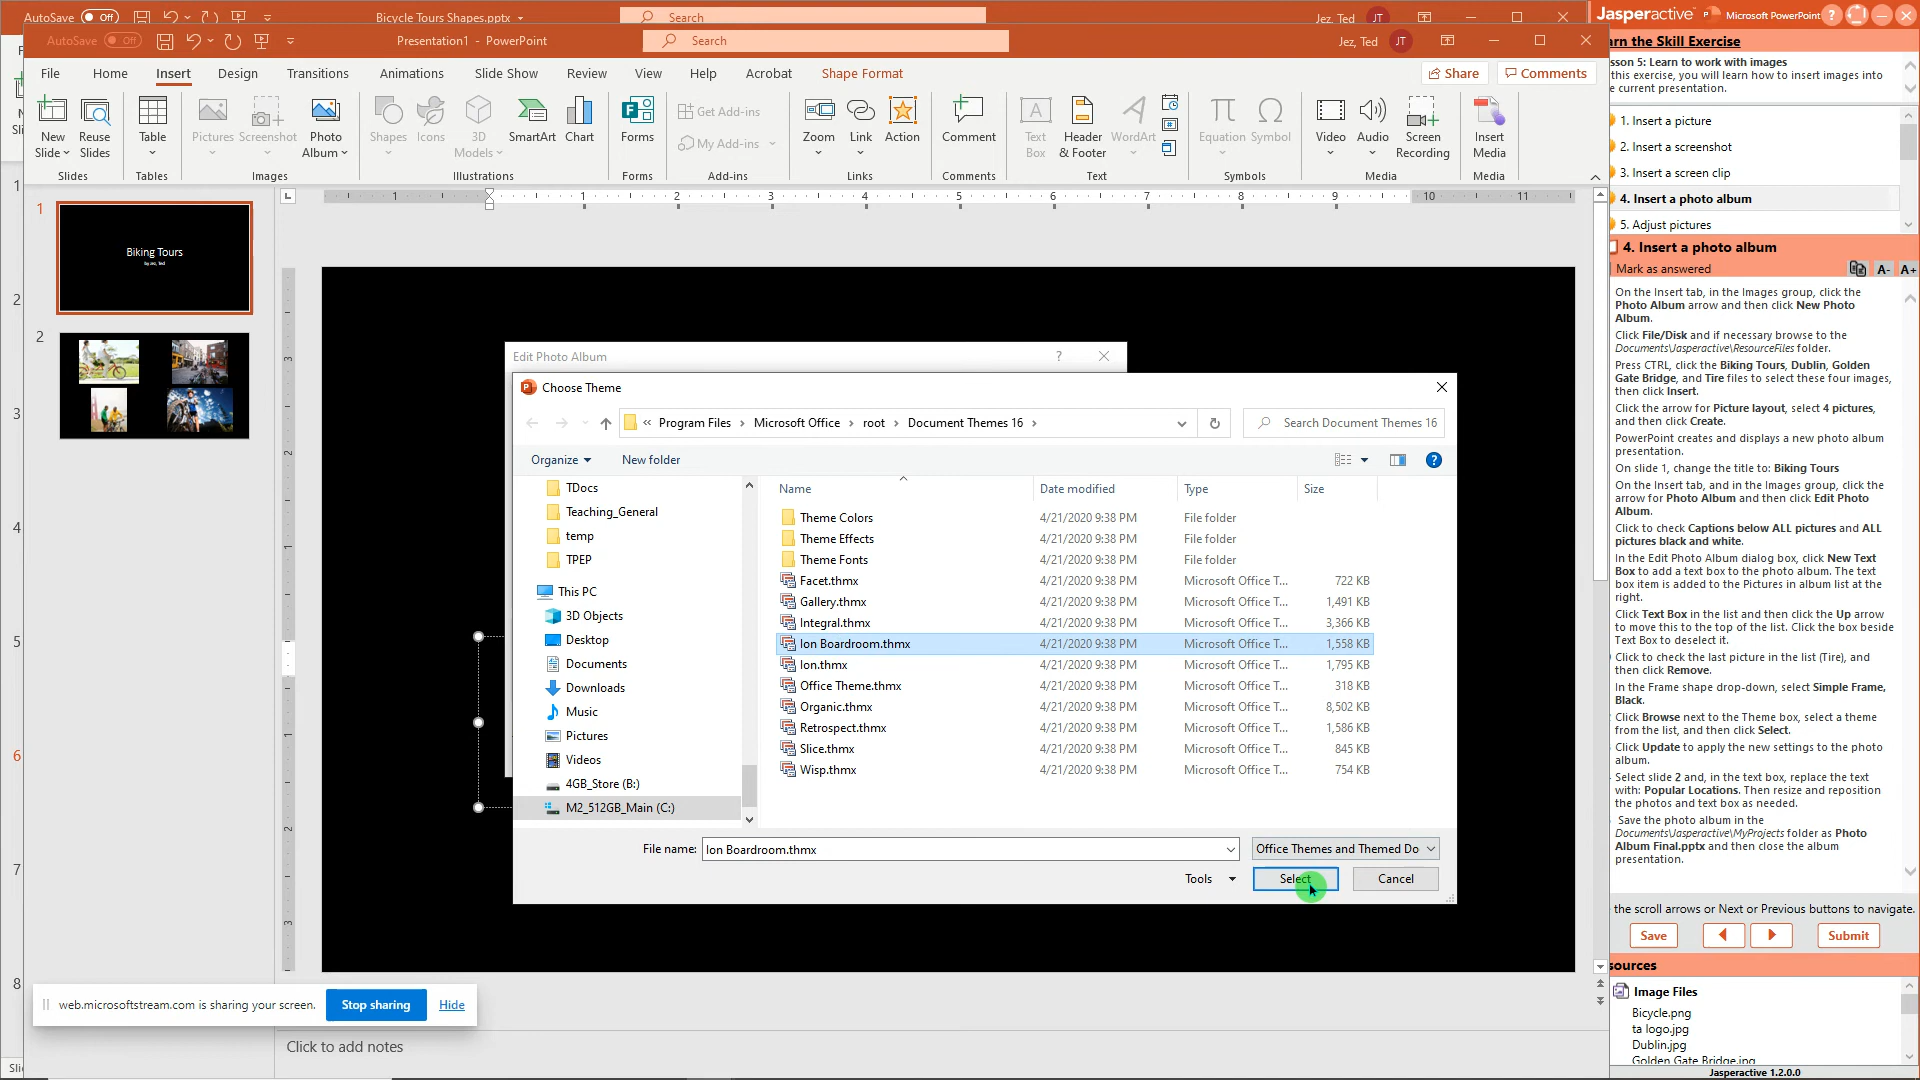 AutoSave Off Bicycle Tours Shapes.pptx Search Jez, Ted JT
Jasperactive Microsoft PowerPoint
AutoSave Off Presentation1 - PowerPoint Search Jez, Ted JT
File Home Insert Design Transitions Animations Slide Show Review View Help Acrobat Shape Format Share Comments
New Slide
Reuse Slides
Table
Pictures
Screenshot
Photo Album
Shapes
Icons
3D Models
SmartArt
Chart
Forms
Get Add-ins
My Add-ins
Zoom
Link
Action
Comment
Text Box
Header & Footer
WordArt
Equation
Symbol
Video
Audio
Screen Recording
Insert Media
Slides Tables Images Illustrations Forms Add-ins Links Comments Text Symbols Media Media
1
Biking Tours
by Jez, Ted
2
Edit Photo Album ?
Choose Theme
« Program Files › Microsoft Office › root › Document Themes 16 ›
Search Document Themes 16
Organize New folder
TDocs
Teaching_General
temp
TPEP
This PC
3D Objects
Desktop
Documents
Downloads
Music
Pictures
Videos
4GB_Store (B:)
M2_512GB_Main (C:)
Name Date modified Type Size
Theme Colors 4/21/2020 9:38 PM File folder
Theme Effects 4/21/2020 9:38 PM File folder
Theme Fonts 4/21/2020 9:38 PM File folder
Facet.thmx 4/21/2020 9:38 PM Microsoft Office T... 722 KB
Gallery.thmx 4/21/2020 9:38 PM Microsoft Office T... 1,491 KB
Integral.thmx 4/21/2020 9:38 PM Microsoft Office T... 3,366 KB
Ion Boardroom.thmx 4/21/2020 9:38 PM Microsoft Office T... 1,558 KB
Ion.thmx 4/21/2020 9:38 PM Microsoft Office T... 1,795 KB
Office Theme.thmx 4/21/2020 9:38 PM Microsoft Office T... 318 KB
Organic.thmx 4/21/2020 9:38 PM Microsoft Office T... 8,502 KB
Retrospect.thmx 4/21/2020 9:38 PM Microsoft Office T... 1,586 KB
Slice.thmx 4/21/2020 9:38 PM Microsoft Office T... 845 KB
Wisp.thmx 4/21/2020 9:38 PM Microsoft Office T... 754 KB
File name: Ion Boardroom.thmx Office Themes and Themed Do
Tools Select Cancel
web.microsoftstream.com is sharing your screen. Stop sharing Hide
Click to add notes
rn the Skill Exercise
sson 5: Learn to work with images
this exercise, you will learn how to insert images into
e current presentation.
1. Insert a picture
2. Insert a screenshot
3. Insert a screen clip
4. Insert a photo album
5. Adjust pictures
4. Insert a photo album
Mark as answered A- A+
On the Insert tab, in the Images group, click the
Photo Album arrow and then click New Photo
Album.
Click File/Disk and if necessary browse to the
Documents\Jasperactive\ResourceFiles folder.
Press CTRL, click the Biking Tours, Dublin, Golden
Gate Bridge, and Tire files to select these four images,
then click Insert.
Click the arrow for Picture layout, select 4 pictures,
and then click Create.
PowerPoint creates and displays a new photo album
presentation.
On slide 1, change the title to: Biking Tours
On the Insert tab, and in the Images group, click the
arrow for Photo Album and then click Edit Photo
Album.
Click to check Captions below ALL pictures and ALL
pictures black and white.
In the Edit Photo Album dialog box, click New Text
Box to add a text box to the photo album. The text
box item is added to the Pictures in album list at the
right.
Click Text Box in the list and then click the Up arrow
to move this to the top of the list. Click the box beside
Text Box to deselect it.
Click to check the last picture in the list (Tire), and
then click Remove.
In the Frame shape drop-down, select Simple Frame,
Black.
Click Browse next to the Theme box, select a theme
from the list, and then click Select.
Click Update to apply the new settings to the photo
album.
Select slide 2 and, in the text box, replace the text
with: Popular Locations. Then resize and reposition
the photos and text box as needed.
Save the photo album in the
Documents\Jasperactive\MyProjects folder as Photo
Album Final.pptx and then close the album
presentation.
the scroll arrows or Next or Previous buttons to navigate.
Save Submit
sources
Image Files
Bicycle.png
ta logo.jpg
Dublin.jpg
Golden Gate Bridge.jpg
Jasperactive 1.2.0.0